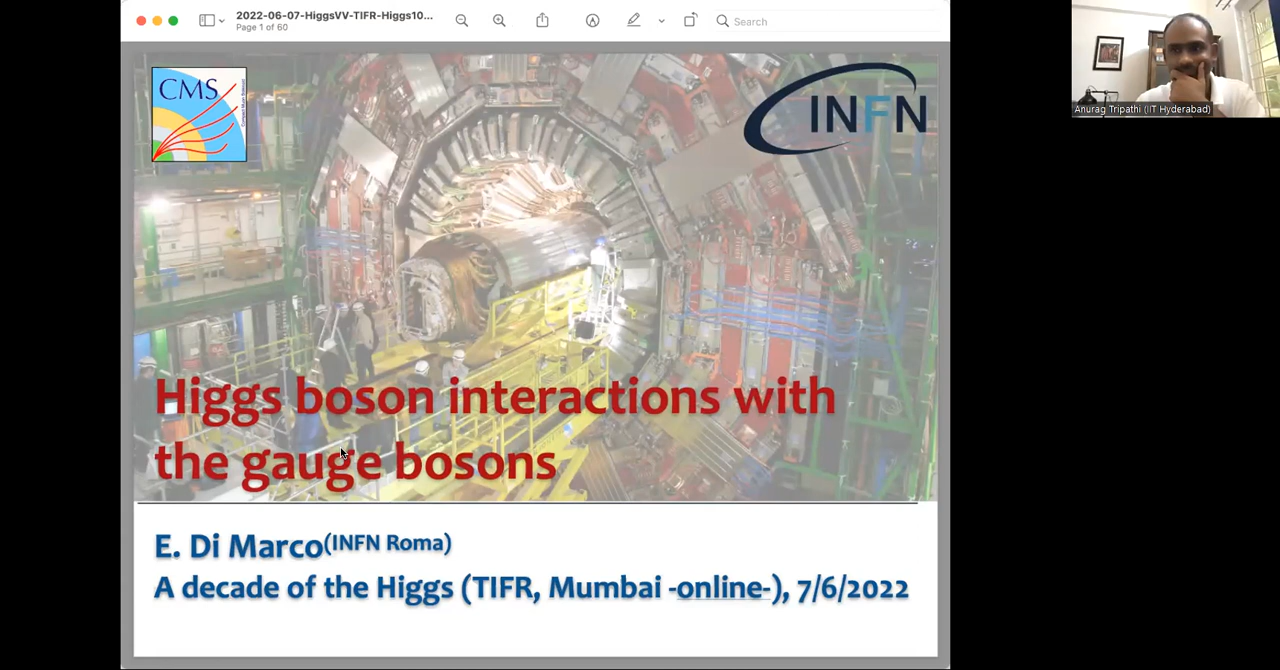 2022-06-07-HiggsVV-TIFR-Higgs10...
Page 1 of 60
Search
CMS
INFN
Higgs boson interactions with
the gauge bosons
E. Di Marco(INFN Roma)
A decade of the Higgs (TIFR, Mumbai -online-), 7/6/2022
Anurag Tripathi (IIT Hyderabad)